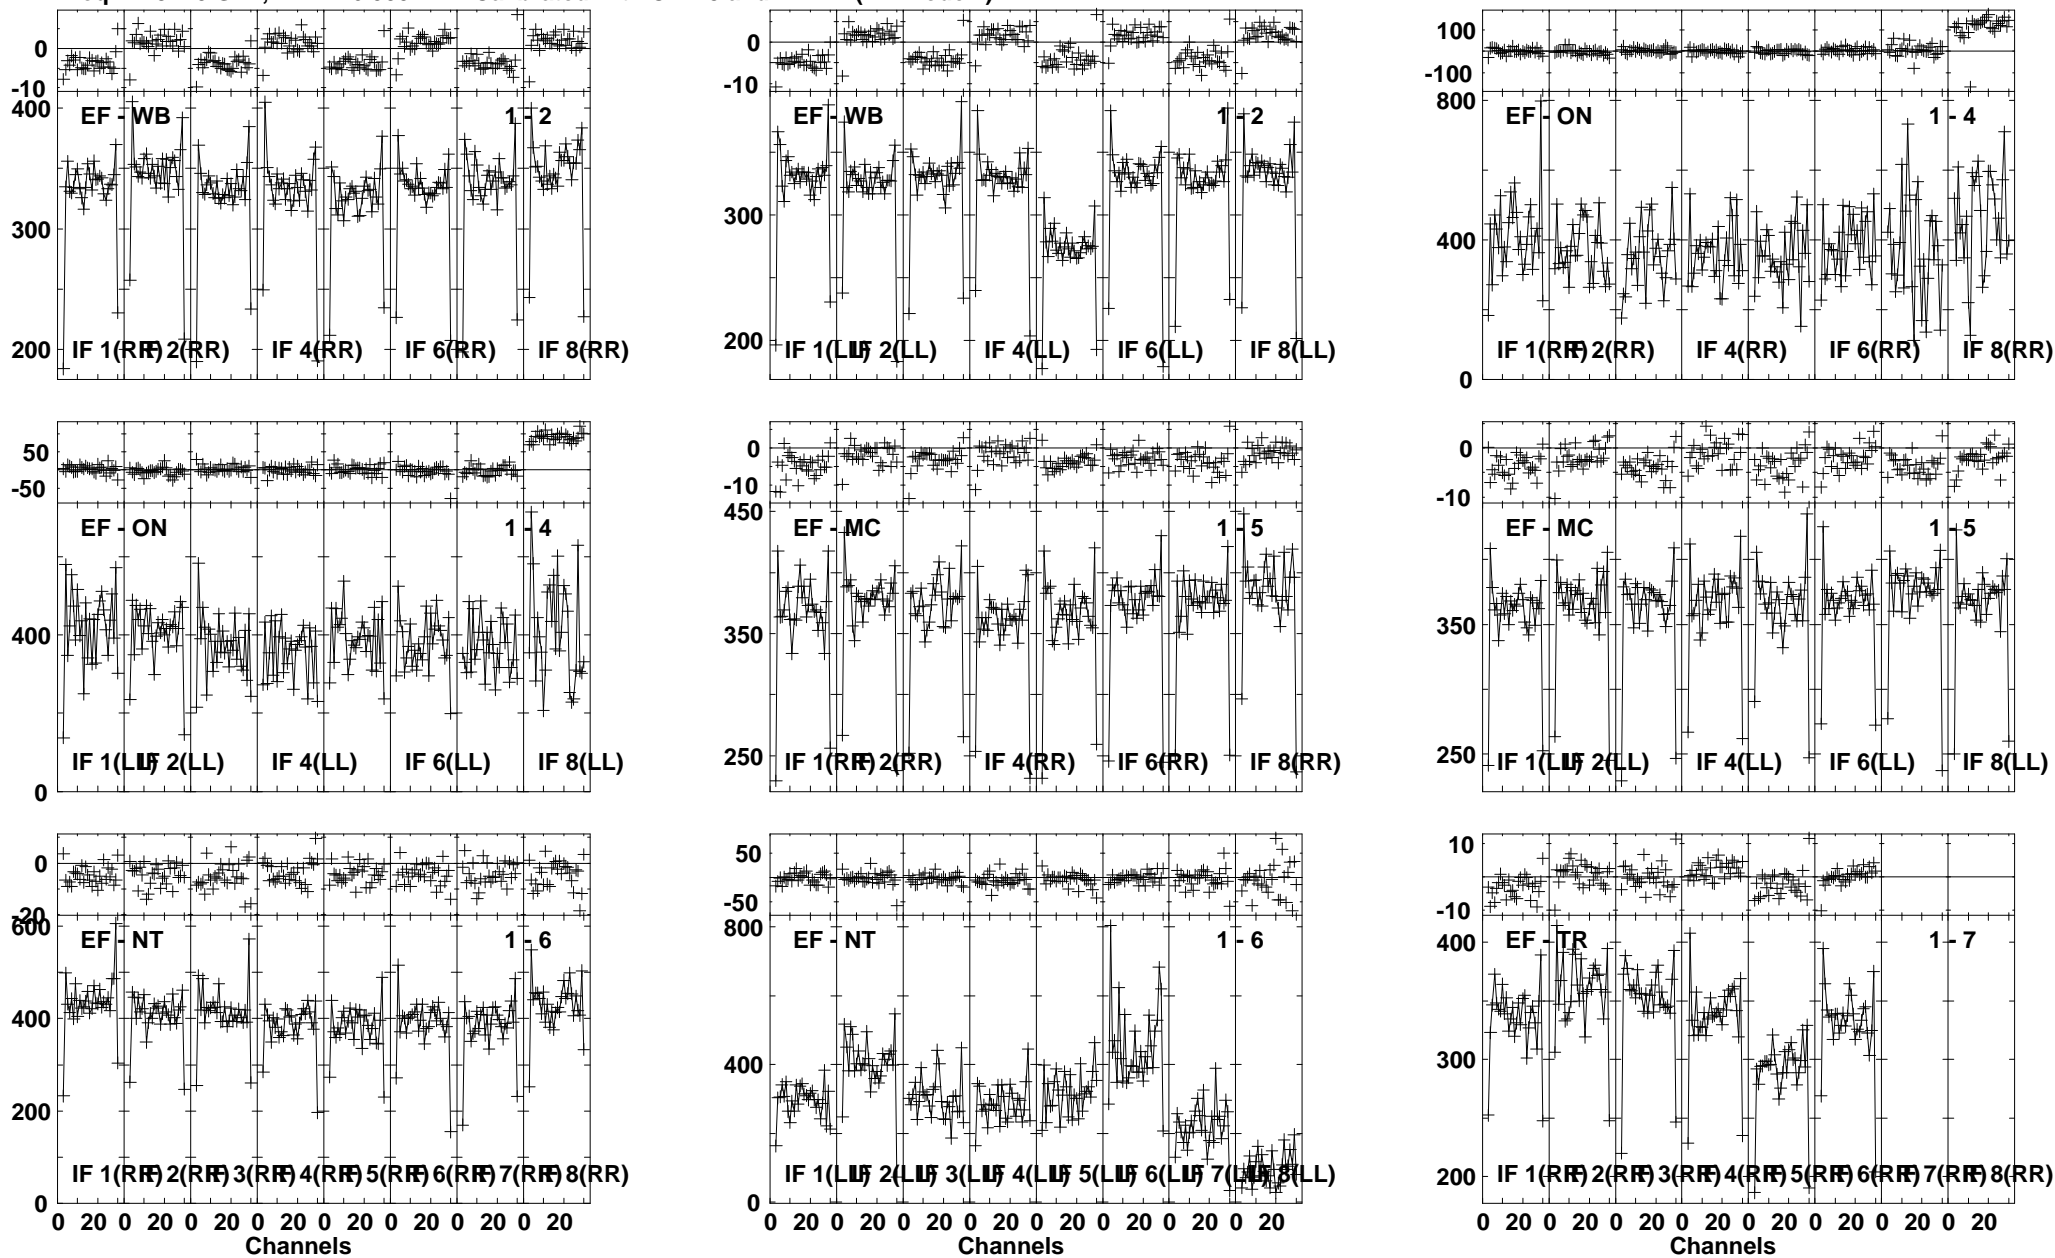 0
-10
400
300
200
EF - WB
1 - 2
IF 1(RR)
IF 2(RR)
IF 4(RR)
IF 6(RR)
IF 8(RR)
0
-10
300
200
EF - WB
1 - 2
IF 1(LL)
IF 2(LL)
IF 4(LL)
IF 6(LL)
IF 8(LL)
100
-100
800
400
0
EF - ON
1 - 4
IF 1(RR)
IF 2(RR)
IF 4(RR)
IF 6(RR)
IF 8(RR)
50
-50
400
0
EF - ON
1 - 4
IF 1(LL)
IF 2(LL)
IF 4(LL)
IF 6(LL)
IF 8(LL)
0
-10
450
350
250
EF - MC
1 - 5
IF 1(RR)
IF 2(RR)
IF 4(RR)
IF 6(RR)
IF 8(RR)
0
-10
350
250
EF - MC
1 - 5
IF 1(LL)
IF 2(LL)
IF 4(LL)
IF 6(LL)
IF 8(LL)
0
-20
600
400
200
0
EF - NT
1 - 6
IF 1(RR)
IF 2(RR)
IF 3(RR)
IF 4(RR)
IF 5(RR)
IF 6(RR)
IF 7(RR)
IF 8(RR)
0 20 0 20 0 20 0 20 0 20 0 20 0 20 0 20
Channels
50
-50
800
400
0
EF - NT
1 - 6
IF 1(LL)
IF 2(LL)
IF 3(LL)
IF 4(LL)
IF 5(LL)
IF 6(LL)
IF 7(LL)
IF 8(LL)
0 20 0 20 0 20 0 20 0 20 0 20 0 20 0 20
Channels
10
-10
400
300
200
EF - TR
1 - 7
IF 1(RR)
IF 2(RR)
IF 3(RR)
IF 4(RR)
IF 5(RR)
IF 6(RR)
IF 7(RR)
IF 8(RR)
0 20 0 20 0 20 0 20 0 20 0 20 0 20 0 20
Channels